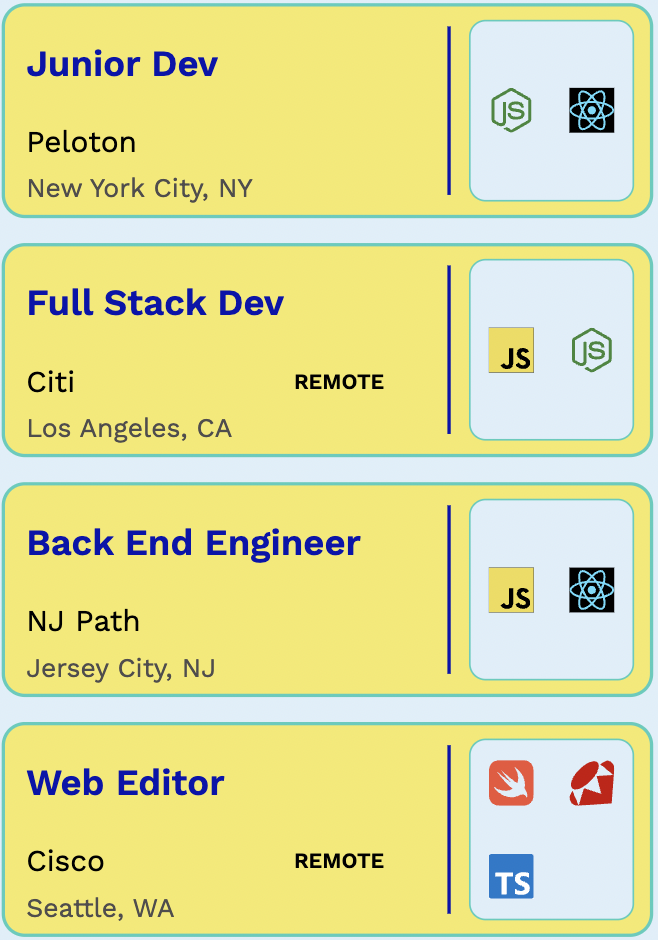 Junior Dev
JS
Peloton
New York City, NY
Full Stack Dev
JS JS
Citi REMOTE
Los Angeles, CA
Back End Engineer
JS
NJ Path
Jersey City, NJ
Web Editor
Cisco REMOTE
TS
Seattle, WA